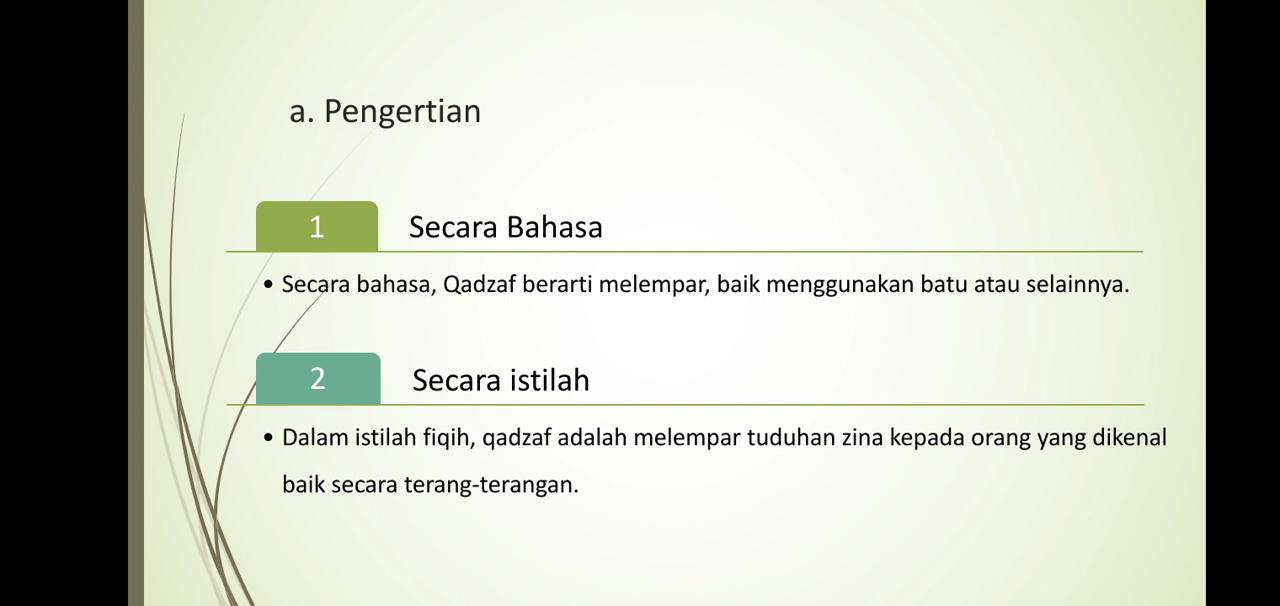 a. Pengertian
1
Secara Bahasa
• Secara bahasa, Qadzaf berarti melempar, baik menggunakan batu atau selainnya.
2
Secara istilah
• Dalam istilah fiqih, qadzaf adalah melempar tuduhan zina kepada orang yang dikenal
baik secara terang-terangan.